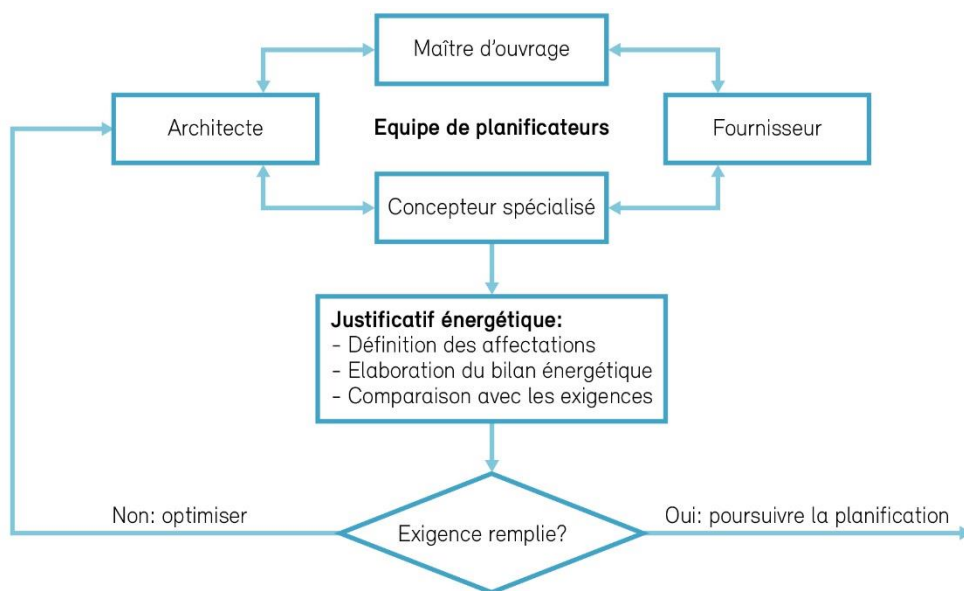 Maître d'ouvrage
Architecte
Equipe de planificateurs
Fournisseur
Concepteur spécialisé
Justificatif énergétique:
- Définition des affectations
- Elaboration du bilan énergétique
- Comparaison avec les exigences
Non: optimiser
Exigence remplie?
Oui: poursuivre la planification